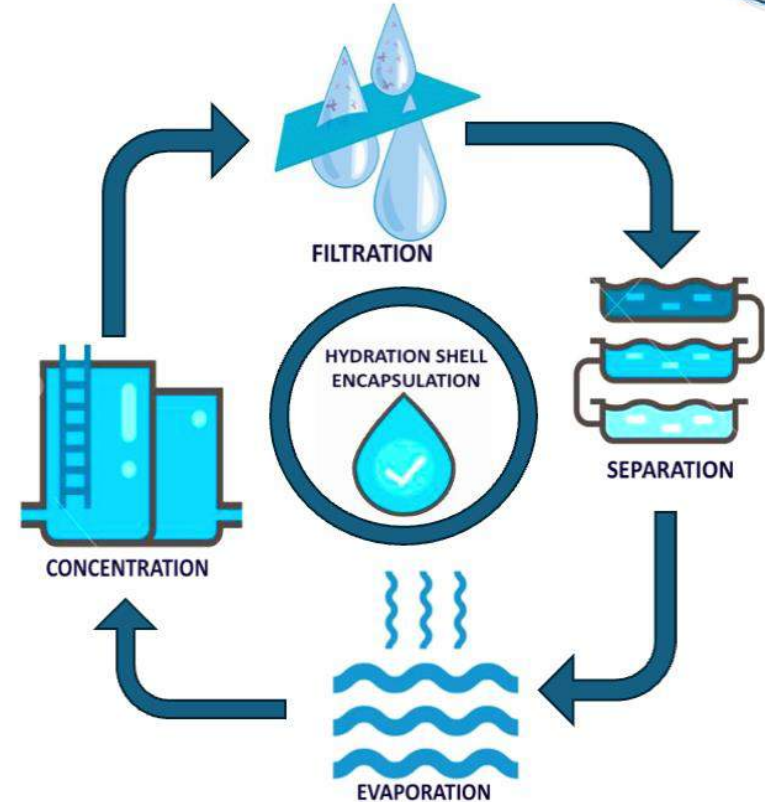 FILTRATION
HYDRATION SHELL
ENCAPSULATION
SEPARATION
CONCENTRATION
EVAPORATION